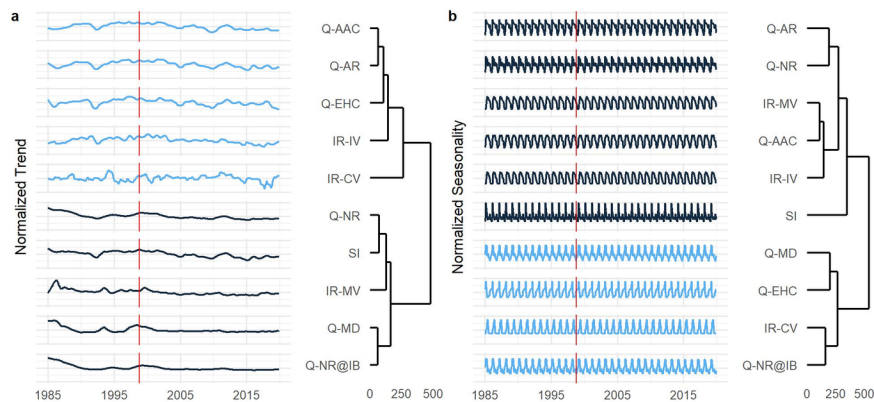 a
Normalized Trend
Q-AAC
Q-AR
Q-EHC
IR-IV
IR-CV
Q-NR
SI
IR-MV
Q-MD
Q-NR@IB
1985 1995 2005 2015
0 250 500
b
Normalized Seasonality
Q-AR
Q-NR
IR-MV
Q-AAC
IR-IV
SI
Q-MD
Q-EHC
IR-CV
Q-NR@IB
1985 1995 2005 2015
0 250 500